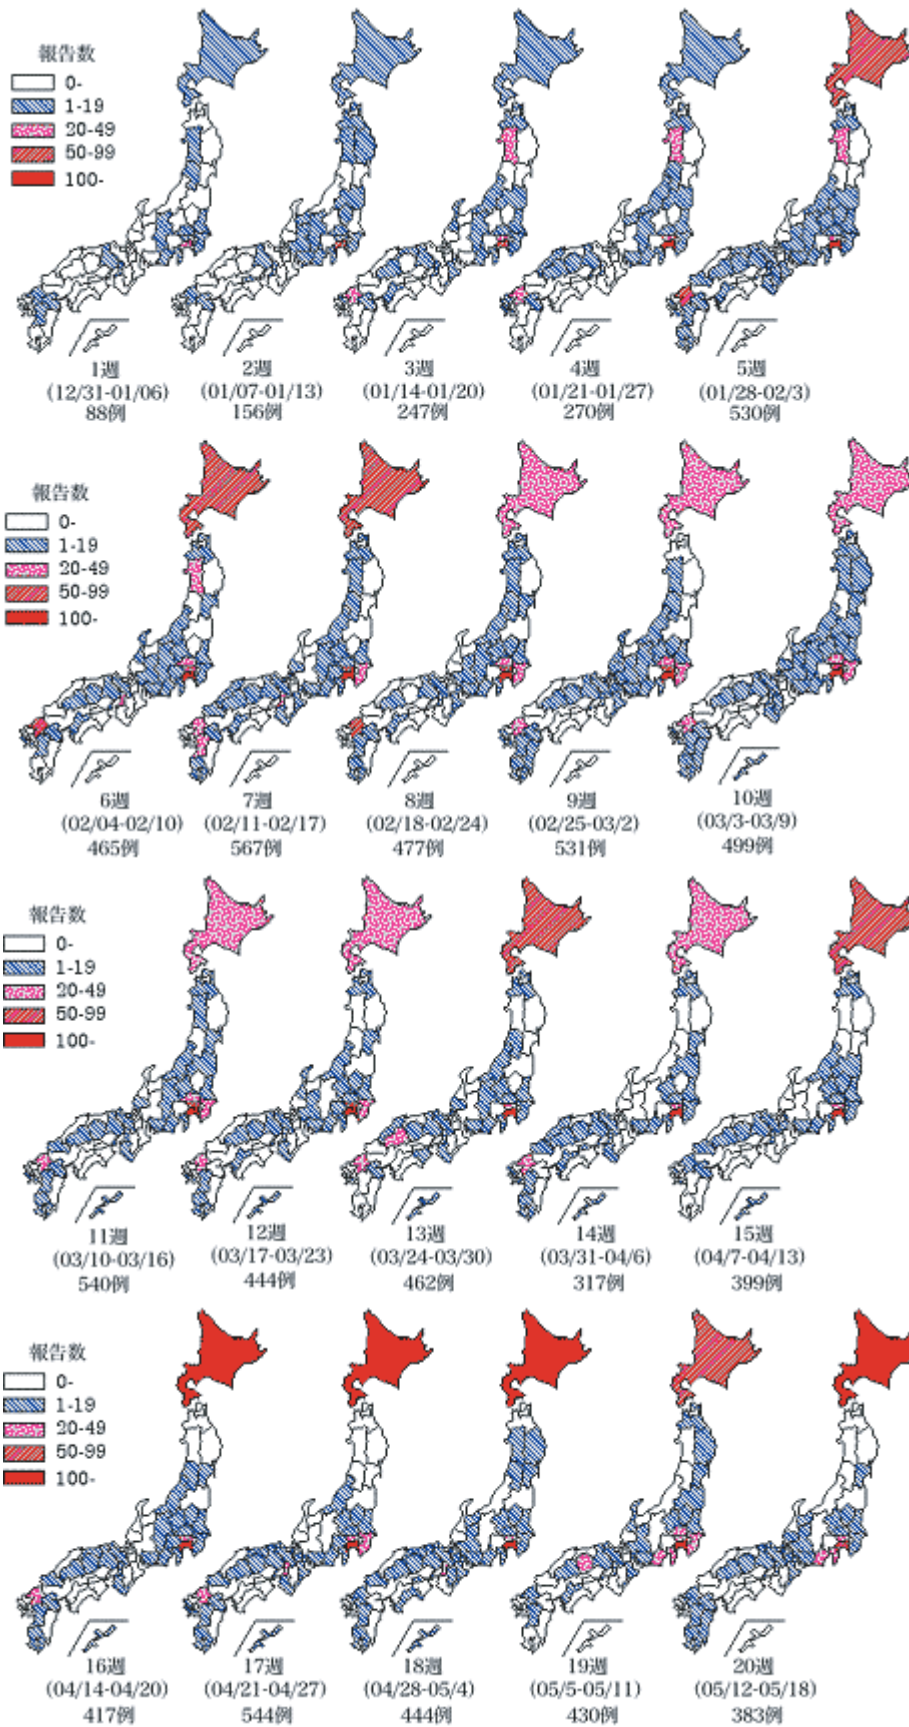 報告数
0-
1-19
20-49
50-99
100-
1週
(12/31-01/06)
88例
2週
(01/07-01/13)
156例
3週
(01/14-01/20)
247例
4週
(01/21-01/27)
270例
5週
(01/28-02/3)
530例
報告数
0-
1-19
20-49
50-99
100-
6週
(02/04-02/10)
465例
7週
(02/11-02/17)
567例
8週
(02/18-02/24)
477例
9週
(02/25-03/2)
531例
10週
(03/3-03/9)
499例
報告数
0-
1-19
20-49
50-99
100-
11週
(03/10-03/16)
540例
12週
(03/17-03/23)
444例
13週
(03/24-03/30)
462例
14週
(03/31-04/6)
317例
15週
(04/7-04/13)
399例
報告数
0-
1-19
20-49
50-99
100-
16週
(04/14-04/20)
417例
17週
(04/21-04/27)
544例
18週
(04/28-05/4)
444例
19週
(05/5-05/11)
430例
20週
(05/12-05/18)
383例